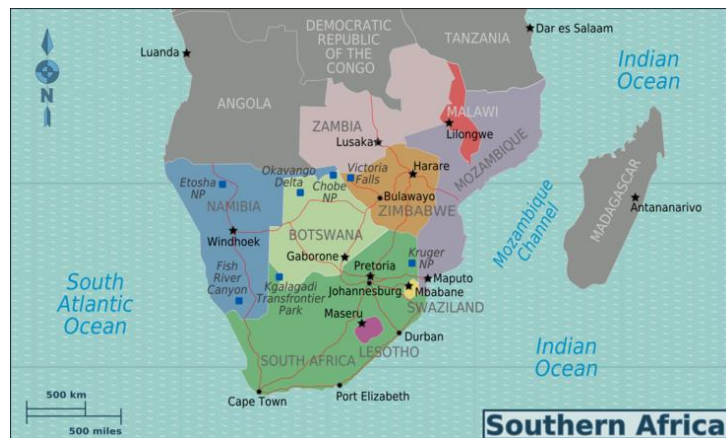 DEMOCRATIC
REPUBLIC
OF THE
CONGO
TANZANIA
Dar es Salaam
Luanda
Indian
Ocean
N
ANGOLA
MALAWI
ZAMBIA
Lilongwe
Lusaka
MOZAMBIQUE
Harare
Okavango
Delta
Victoria
Falls
Etosha
NP
Chobe
NP
MADAGASCAR
NAMIBIA
Bulawayo
ZIMBABWE
Antananarivo
Mozambique
Channel
Windhoek
BOTSWANA
Gaborone
Kruger
NP
Pretoria
Fish
River
Canyon
Kgalagadi
Transfrontier
Park
Johannesburg
Maputo
Mbabane
SWAZILAND
South
Atlantic
Ocean
Maseru
Durban
LESOTHO
SOUTH AFRICA
Indian
Ocean
Cape Town
Port Elizabeth
500 km
500 miles
Southern Africa